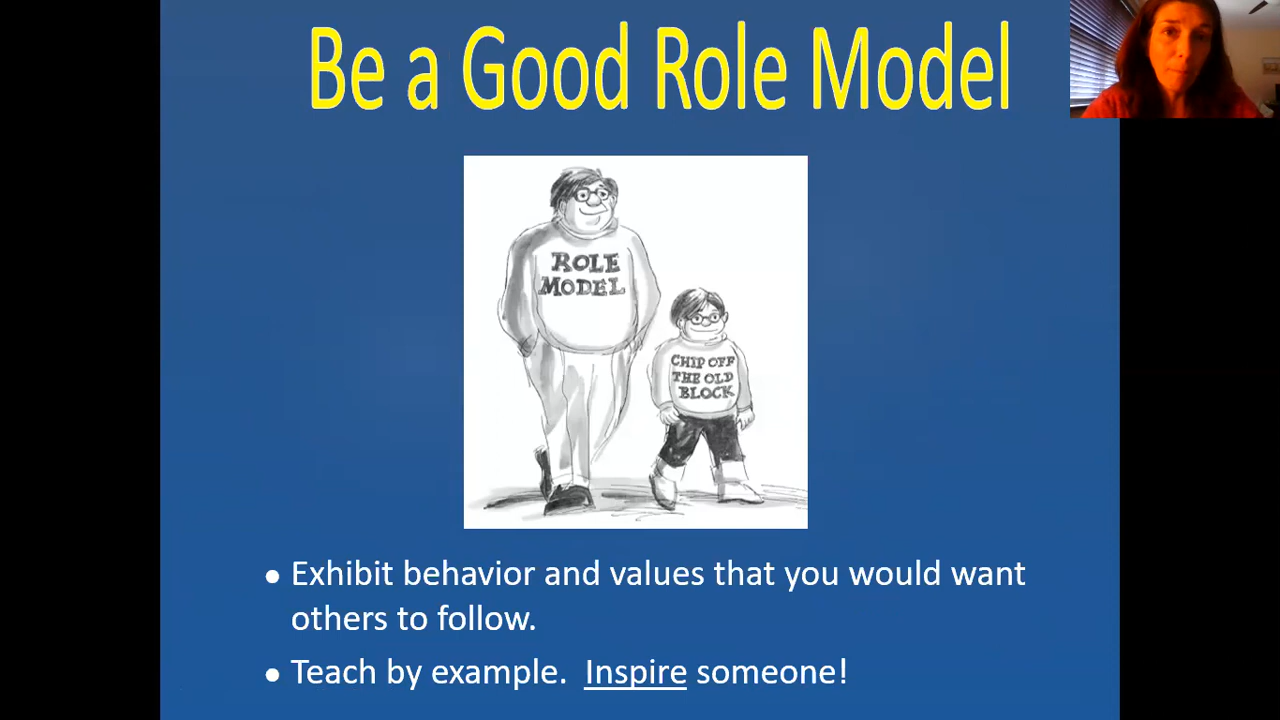 Be a Good Role Model
ROLE
MODEL
CHIP OFF
THE OLD
BLOCK
● Exhibit behavior and values that you would want
others to follow.
● Teach by example.  Inspire someone!